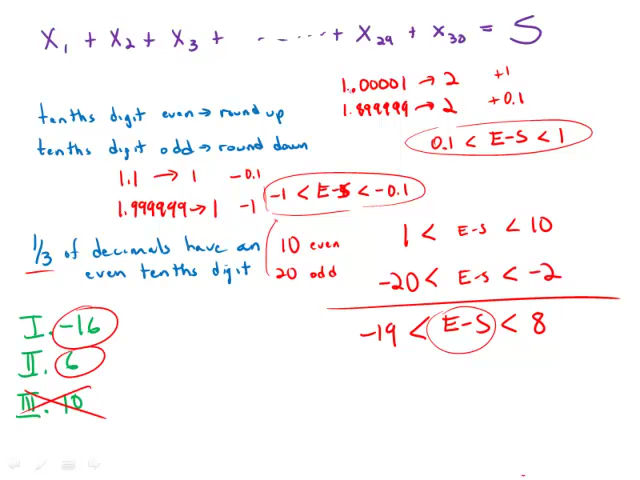 X₁ + X₂ + X₃ + ........ + X₂₉ + X₃₀ = S
1.00001 → 2 +1
1.899999 → 2 +0.1
0.1 < E-S < 1
tenths digit even → round up
tenths digit odd → round down
1.1 → 1 -0.1
1.999999 → 1 -1
-1 < E-S < -0.1
1/3 of decimals have an
even tenths digit
10 even
20 odd
1 < E-S < 10
-20 < E-S < -2
-19 < E-S < 8
I. -16
II. 6
III. 10